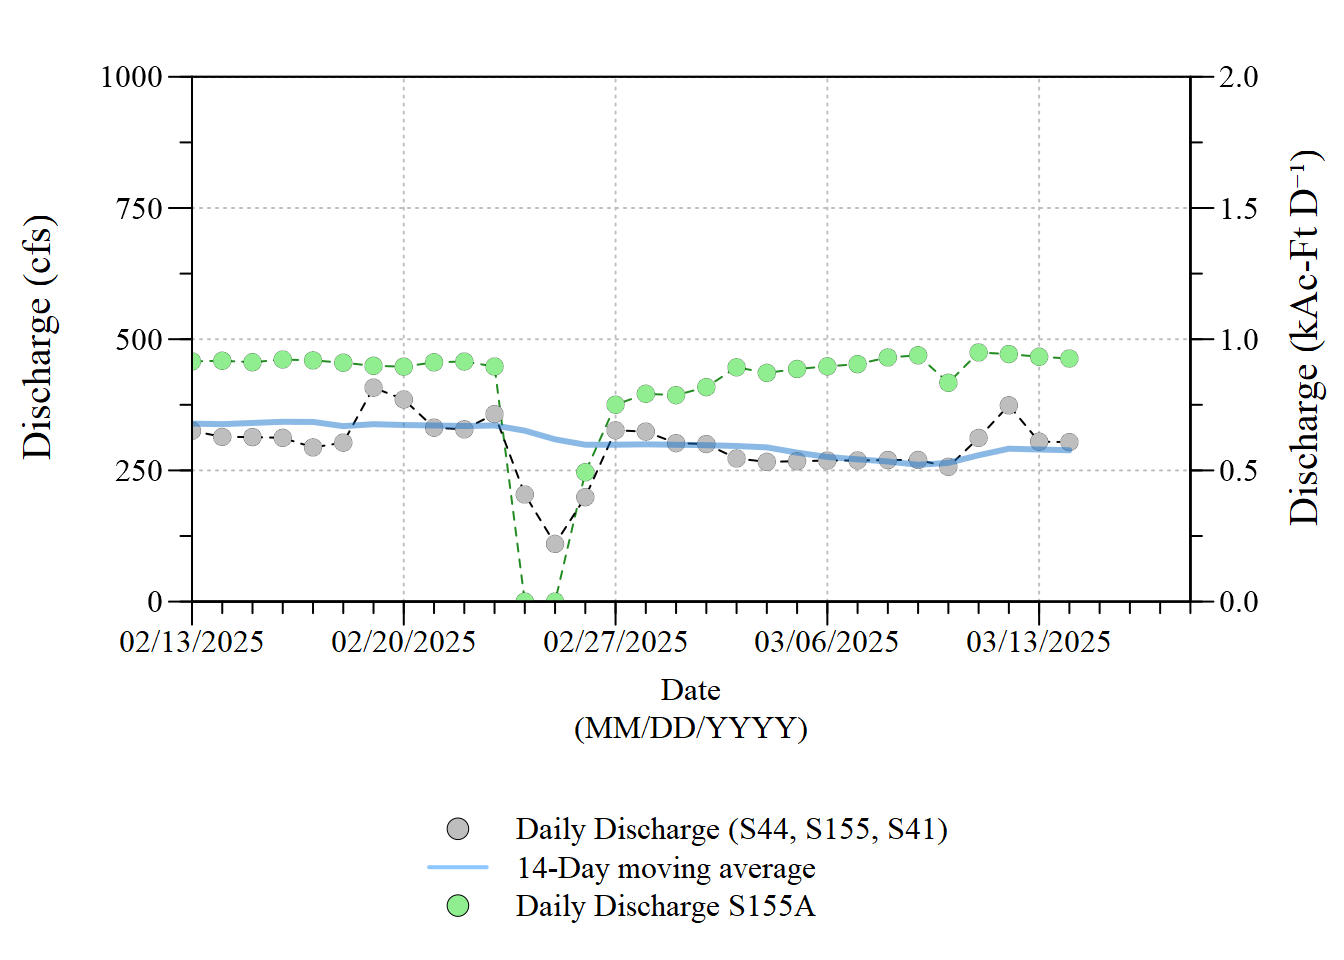 1000
750
500
250
0
Discharge (cfs)
2.0
1.5
1.0
0.5
0.0
Discharge (kAc-Ft D⁻¹)
02/13/2025 02/20/2025 02/27/2025 03/06/2025 03/13/2025
Date
(MM/DD/YYYY)
Daily Discharge (S44, S155, S41)
14-Day moving average
Daily Discharge S155A